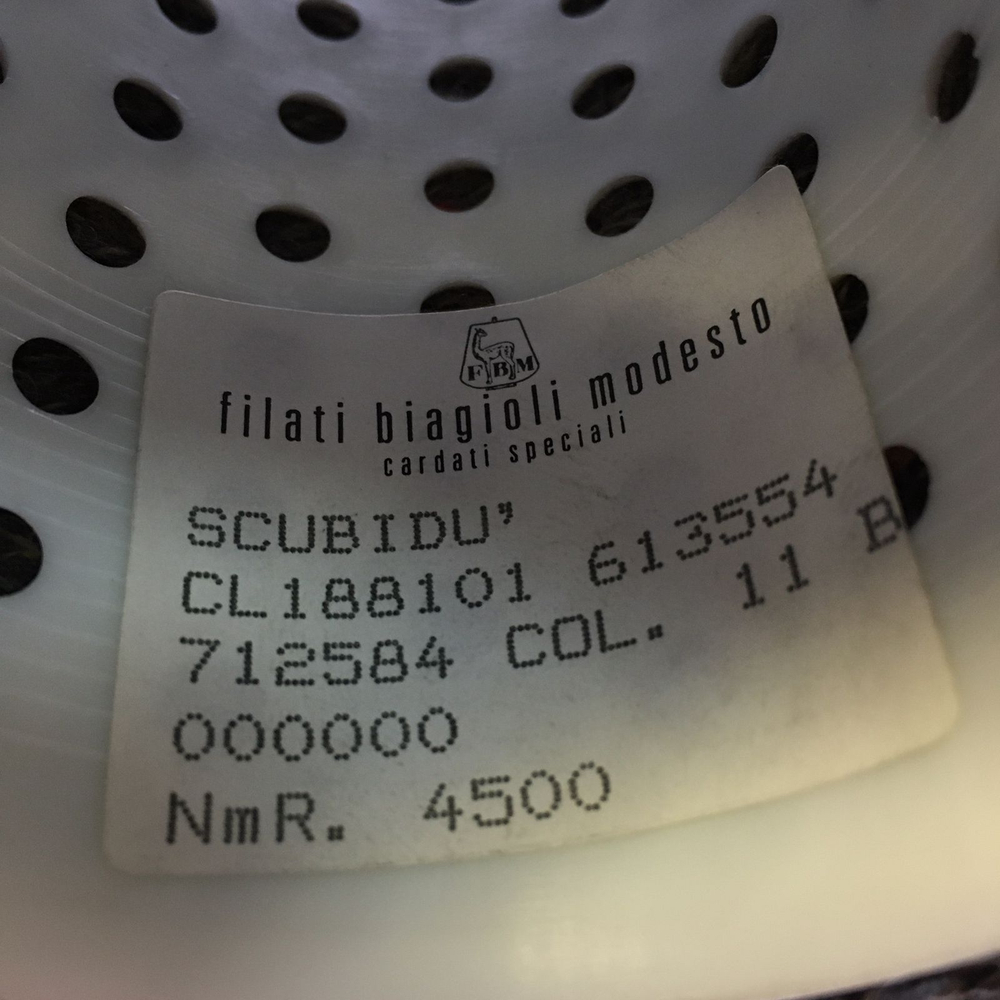 FBM
filati biagioli modesto
cardati speciali
SCUBIDU"
CL188101 613554 B
712584 COL. 11
000000
NmR. 4500